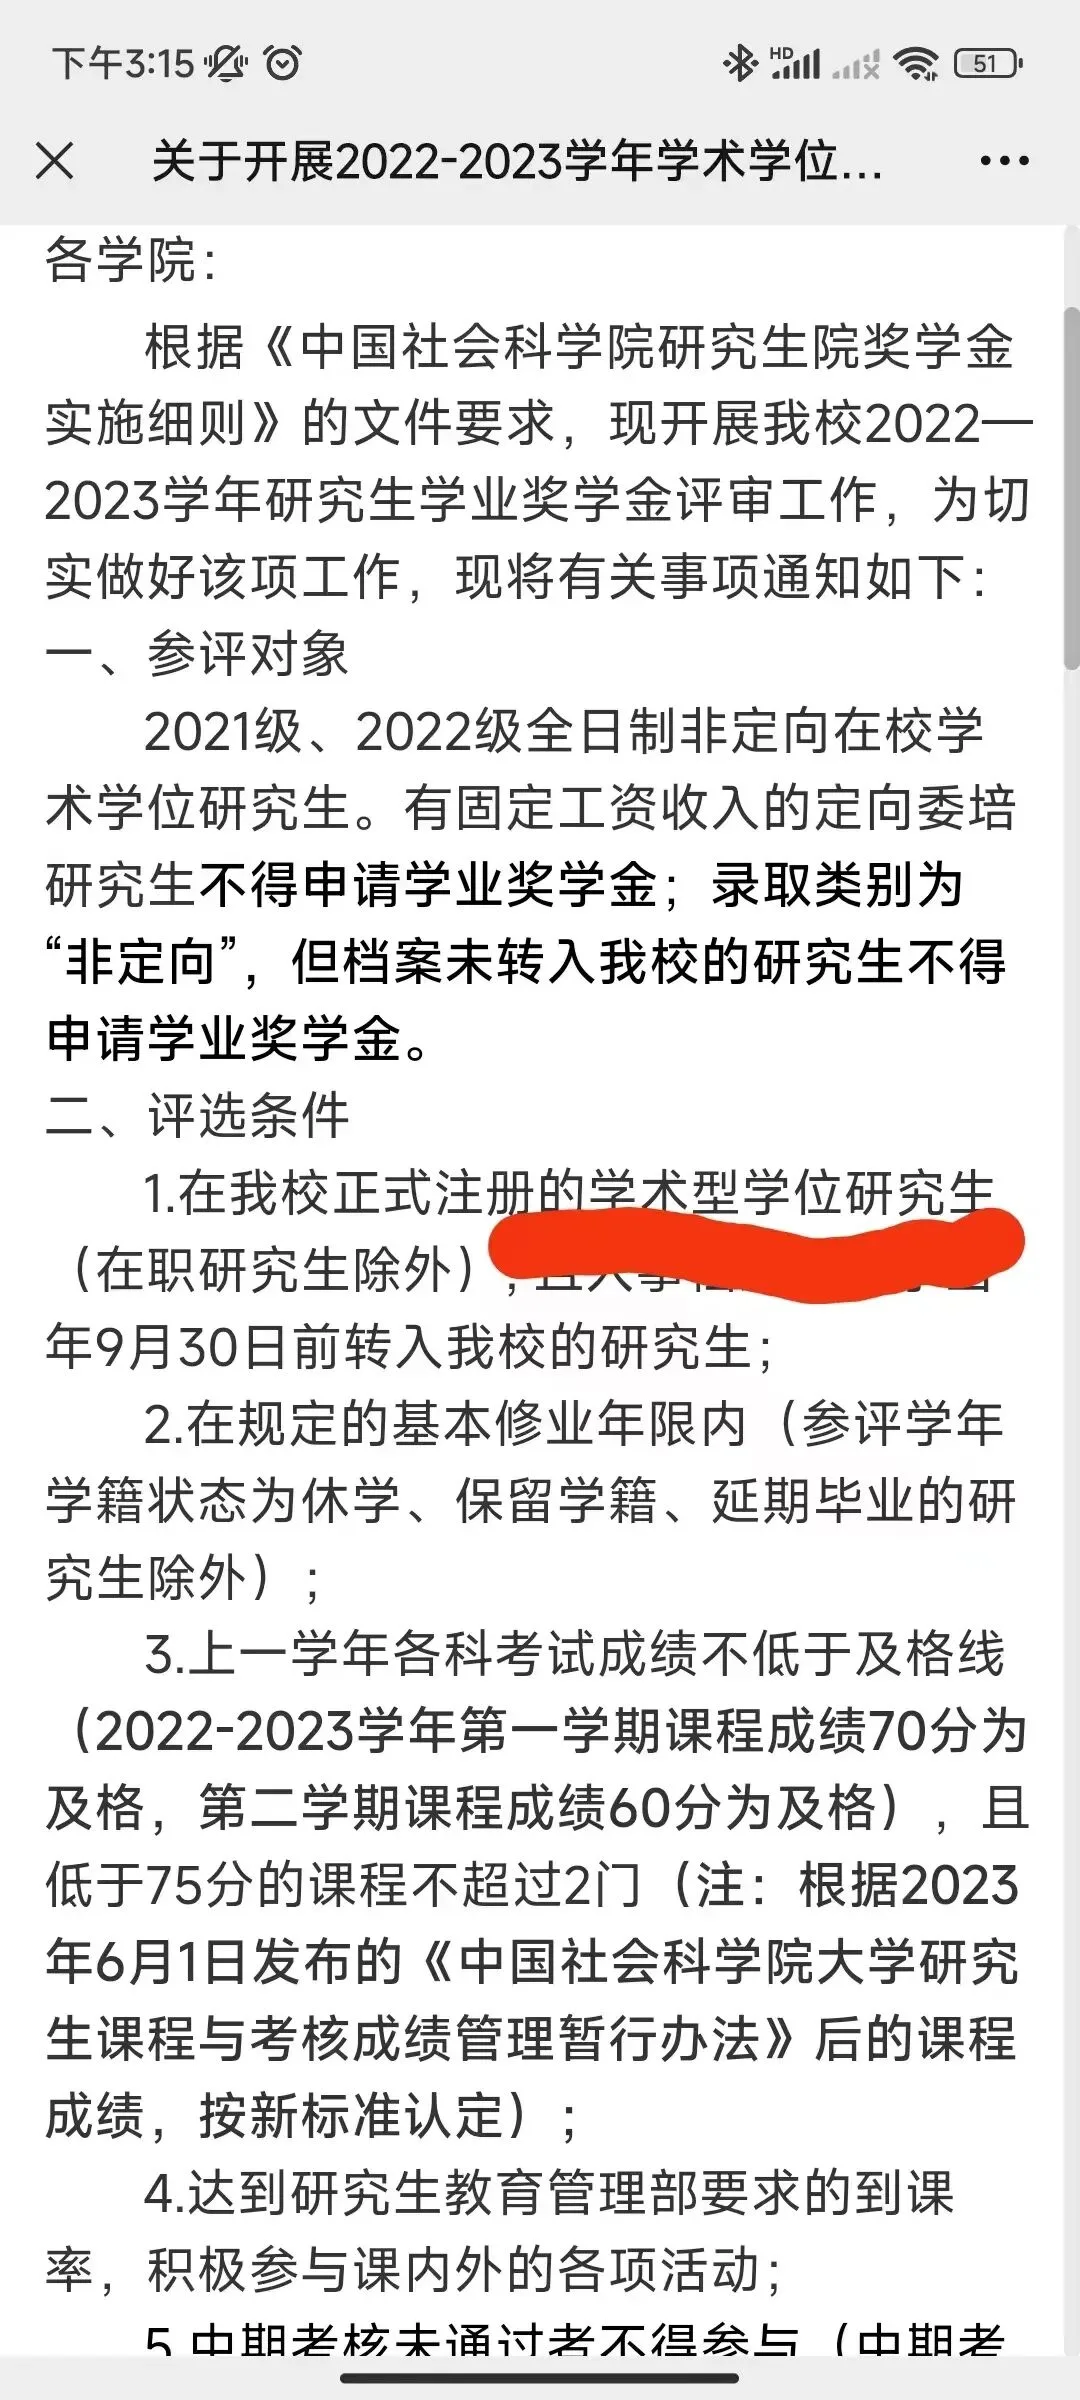 下午3:15
HD
51
关于开展2022-2023学年学术学位...
各学院：
根据《中国社会科学院研究生院奖学金
实施细则》的文件要求，现开展我校2022—
2023学年研究生学业奖学金评审工作，为切
实做好该项工作，现将有关事项通知如下：
一、参评对象
2021级、2022级全日制非定向在校学
术学位研究生。有固定工资收入的定向委培
研究生不得申请学业奖学金；录取类别为
“非定向”，但档案未转入我校的研究生不得
申请学业奖学金。
二、评选条件
1.在我校正式注册的学术型学位研究生
（在职研究生除外），且人事
年9月30日前转入我校的研究生；
2.在规定的基本修业年限内（参评学年
学籍状态为休学、保留学籍、延期毕业的研
究生除外）；
3.上一学年各科考试成绩不低于及格线
（2022-2023学年第一学期课程成绩70分为
及格，第二学期课程成绩60分为及格），且
低于75分的课程不超过2门（注：根据2023
年6月1日发布的《中国社会科学院大学研究
生课程与考核成绩管理暂行办法》后的课程
成绩，按新标准认定）；
4.达到研究生教育管理部要求的到课
率，积极参与课内外的各项活动；
5.中期考核未通过者不得参与（中期考